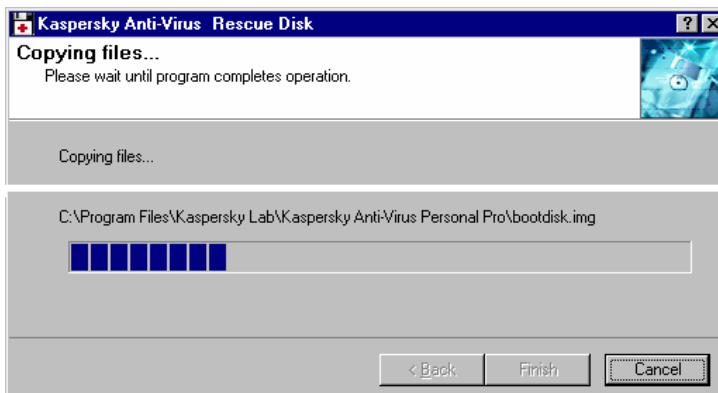 Kaspersky Anti-Virus Rescue Disk
Copying files...
Please wait until program completes operation.
Copying files...
C:\Program Files\Kaspersky Lab\Kaspersky Anti-Virus Personal Pro\bootdisk.img
< Back
Finish
Cancel